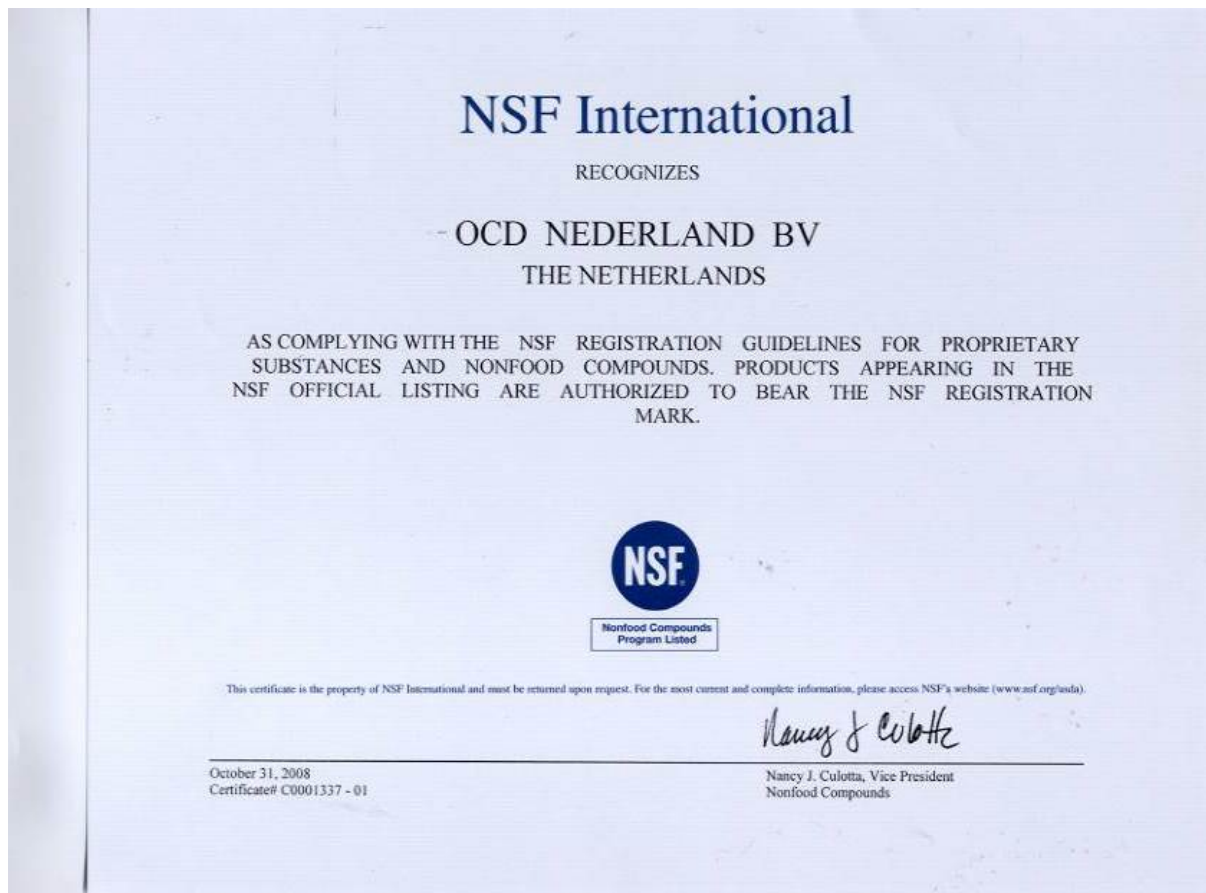 NSF International
RECOGNIZES
OCD NEDERLAND BV
THE NETHERLANDS
AS COMPLYING WITH THE NSF REGISTRATION GUIDELINES FOR PROPRIETARY
SUBSTANCES AND NONFOOD COMPOUNDS. PRODUCTS APPEARING IN THE
NSF OFFICIAL LISTING ARE AUTHORIZED TO BEAR THE NSF REGISTRATION
MARK.
NSF
Nonfood Compounds
Program Listed
This certificate is the property of NSF International and must be returned upon request. For the most current and complete information, please access NSF's website (www.nsf.org/usda).
Nancy J Culotta
October 31, 2008
Certificate# C0001337 - 01
Nancy J. Culotta, Vice President
Nonfood Compounds